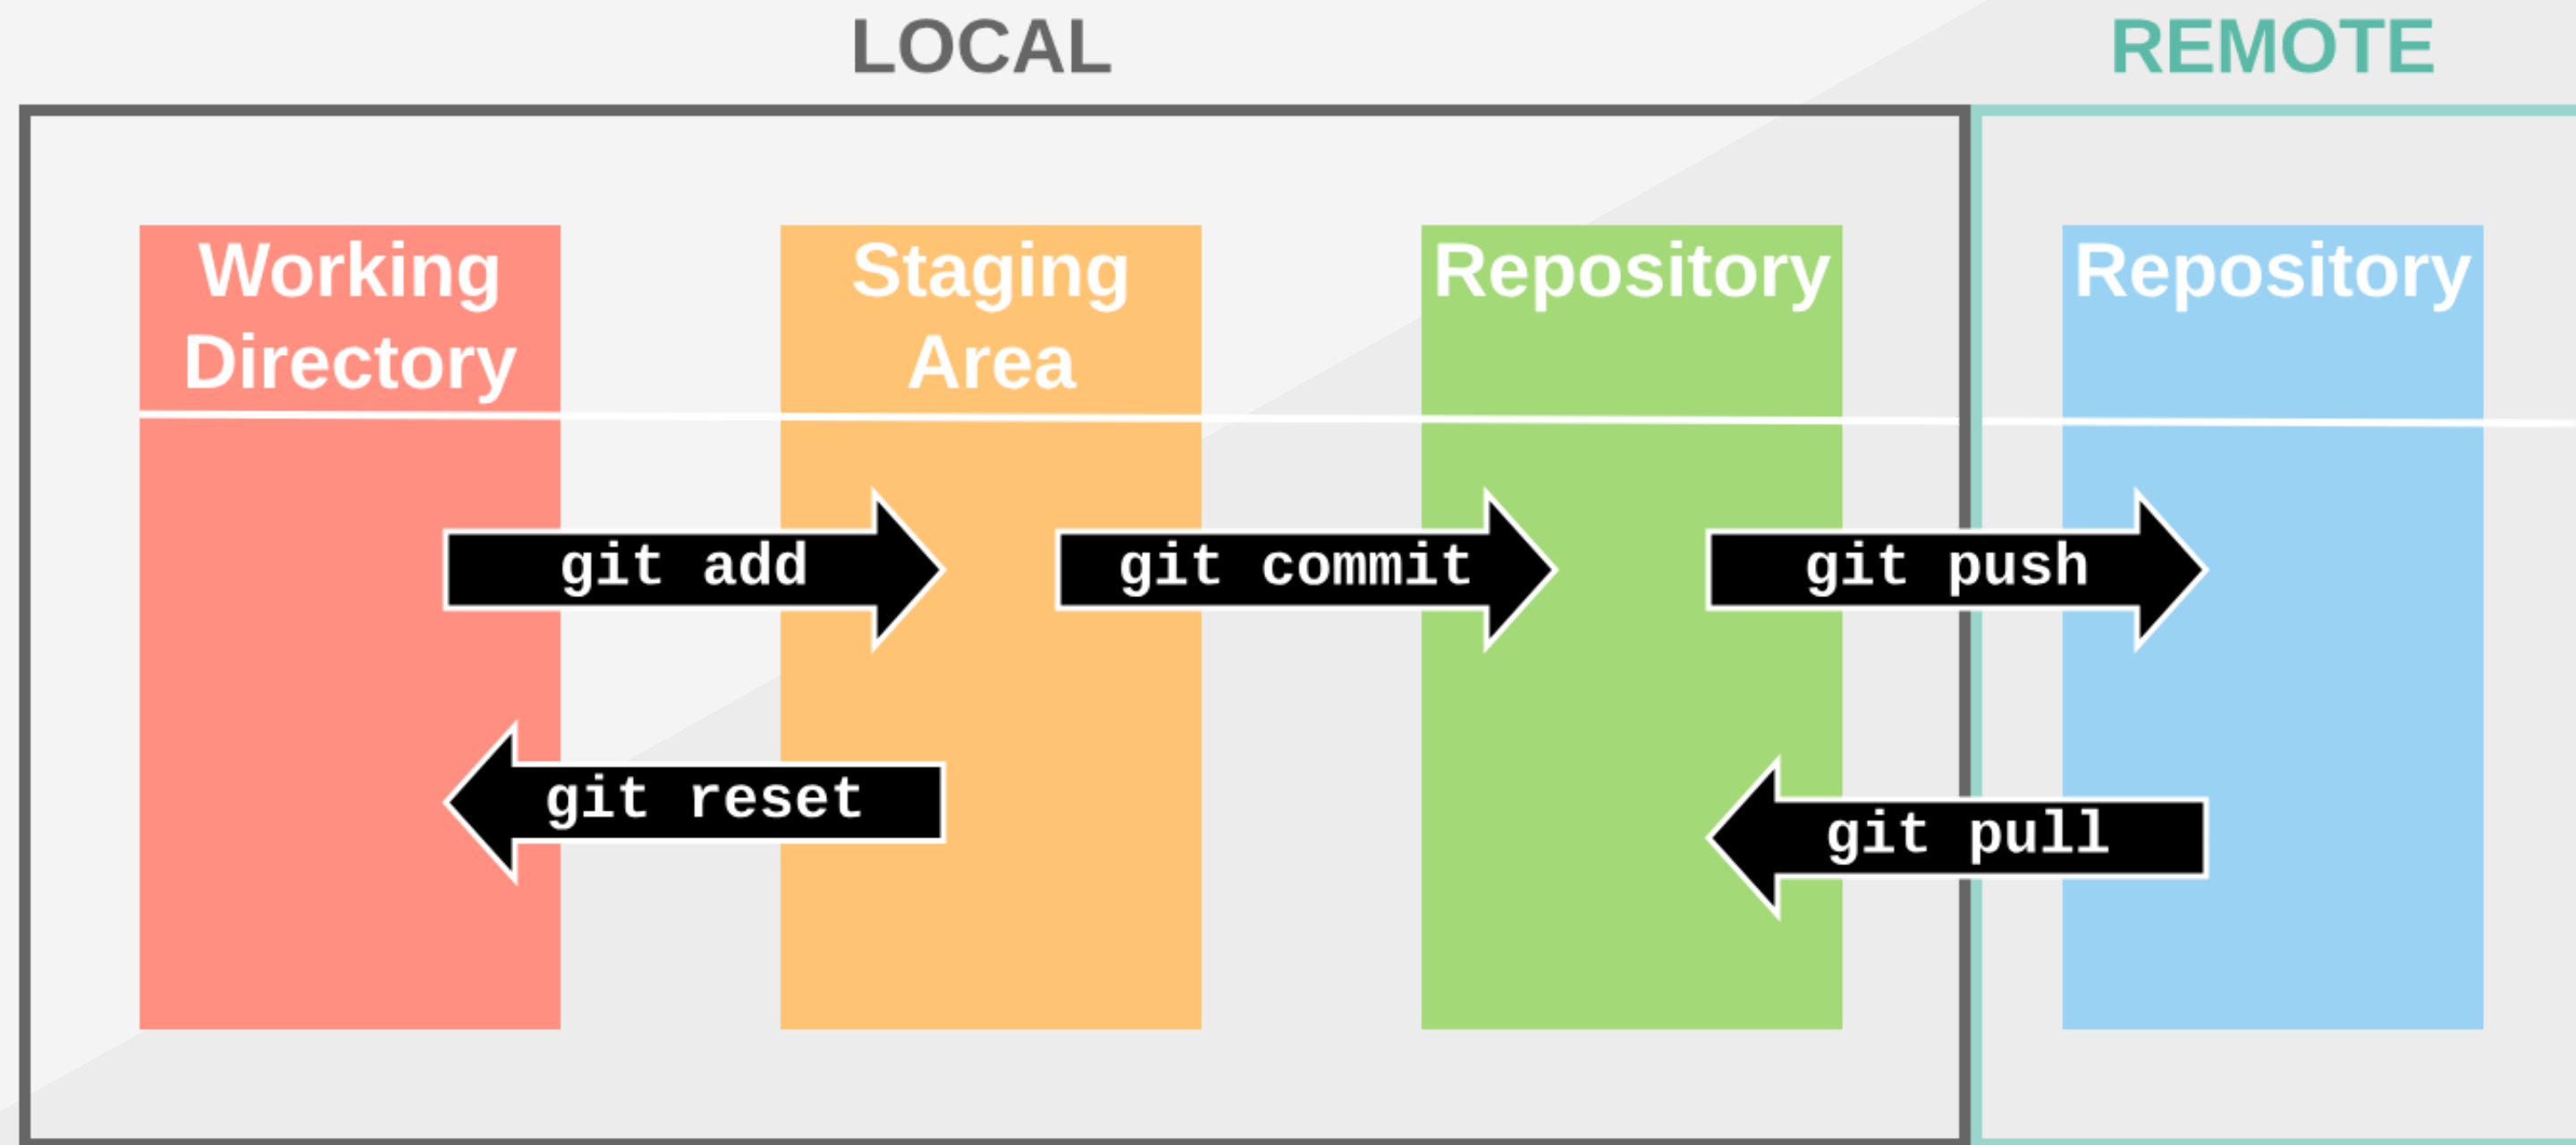 LOCAL
REMOTE
Working
Directory
Staging
Area
Repository
Repository
git add
git commit
git push
git reset
git pull